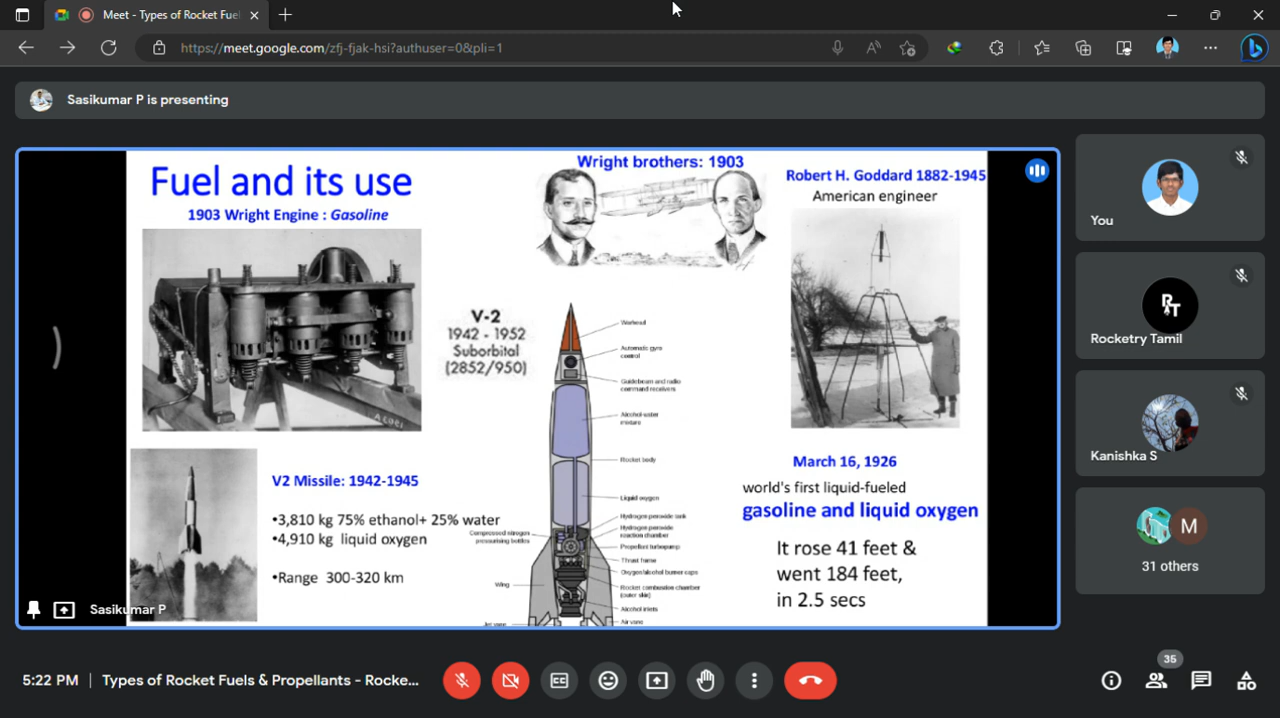 Meet - Types of Rocket Fuel
https://meet.google.com/zfj-fjak-hsi?authuser=0&pli=1
Sasikumar P is presenting
Fuel and its use
1903 Wright Engine : Gasoline
Wright brothers: 1903
Robert H. Goddard 1882-1945
American engineer
V-2
1942 - 1952
Suborbital
(2852/950)
Warhead
Automatic gyro
control
Guidebeam and radio
command receivers
Alcohol-water
mixture
Rocket body
Liquid oxygen
Hydrogen peroxide tank
Hydrogen peroxide
reaction chamber
Compressed nitrogen
pressurising bottles
Propellant turbopump
Thrust frame
Oxygen/alcohol burner cups
Wing
Rocket combustion chamber
(outer skin)
Alcohol inlets
Jet vane
Air vane
V2 Missile: 1942-1945
•3,810 kg 75% ethanol+ 25% water
•4,910 kg liquid oxygen
•Range 300-320 km
March 16, 1926
world's first liquid-fueled
gasoline and liquid oxygen
It rose 41 feet &
went 184 feet,
in 2.5 secs
Sasikumar P
You
RT
Rocketry Tamil
Kanishka S
M
31 others
5:22 PM | Types of Rocket Fuels & Propellants - Rocke...
35